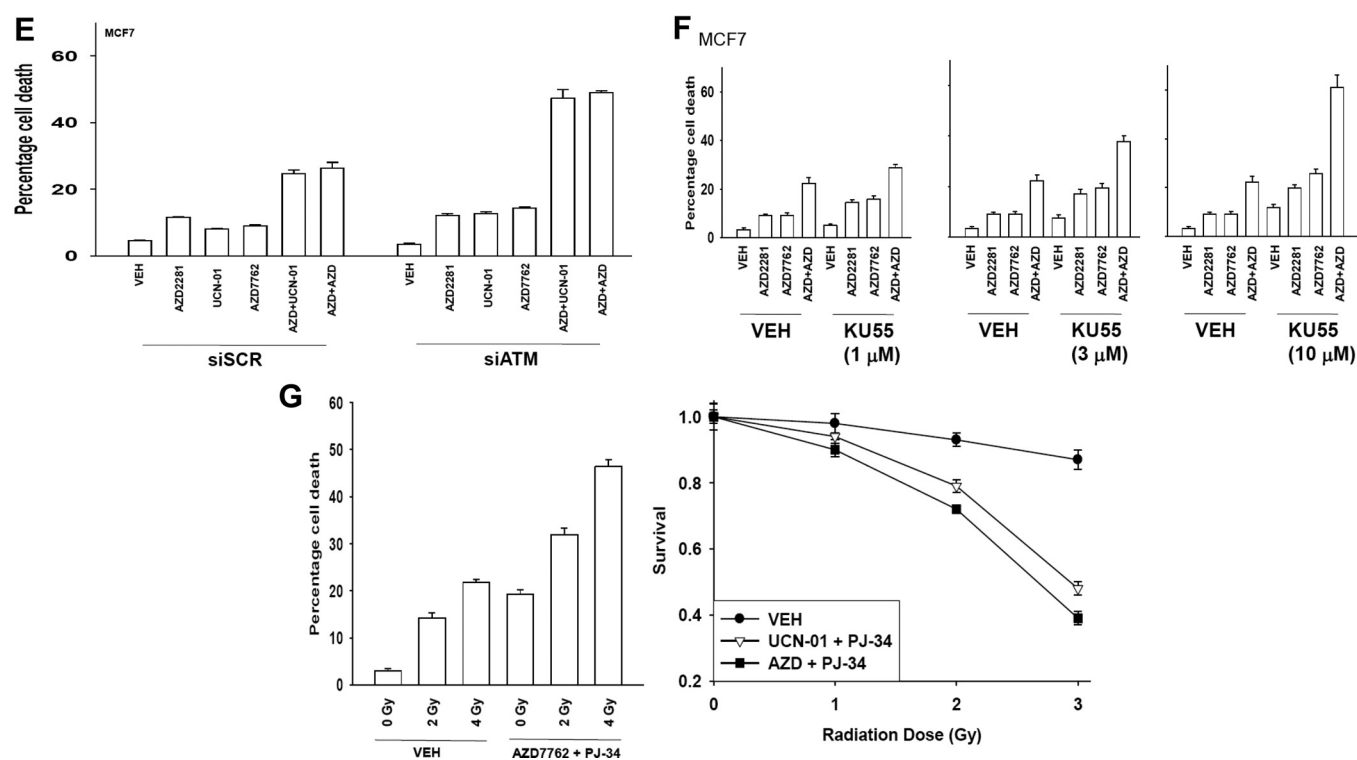 E
MCF7
Percentage cell death
60
40
20
0
VEH
AZD2281
UCN-01
AZD7762
AZD+UCN-01
AZD+AZD
VEH
AZD2281
UCN-01
AZD7762
AZD+UCN-01
AZD+AZD
siSCR
siATM
F
MCF7
Percentage cell death
60
40
20
0
VEH
AZD2281
AZD7762
AZD+AZD
VEH
AZD2281
AZD7762
AZD+AZD
VEH
KU55
(1 µM)
VEH
AZD2281
AZD7762
AZD+AZD
VEH
AZD2281
AZD7762
AZD+AZD
VEH
KU55
(3 µM)
VEH
AZD2281
AZD7762
AZD+AZD
VEH
AZD2281
AZD7762
AZD+AZD
VEH
KU55
(10 µM)
G
Percentage cell death
60
50
40
30
20
10
0
0 Gy
2 Gy
4 Gy
0 Gy
2 Gy
4 Gy
VEH
AZD7762 + PJ-34
Survival
1.0
0.8
0.6
0.4
0.2
VEH
UCN-01 + PJ-34
AZD + PJ-34
0
1
2
3
Radiation Dose (Gy)